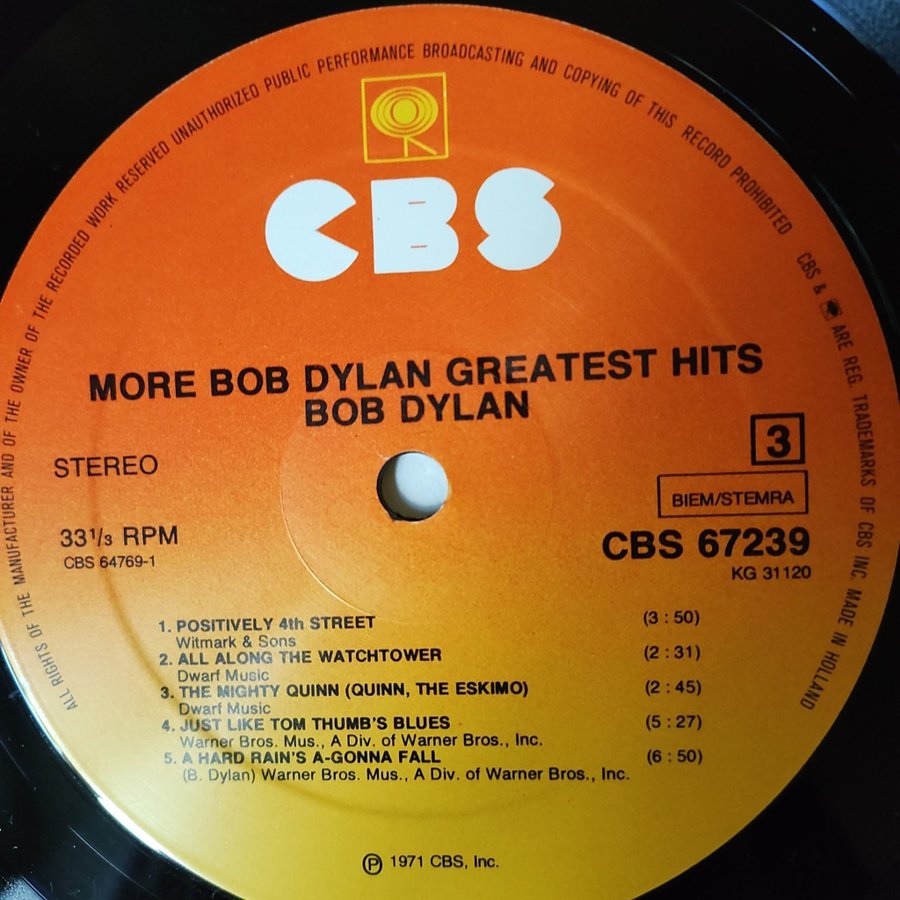 ALL RIGHTS OF THE MANUFACTURER AND OF THE OWNER OF THE RECORDED WORK RESERVED UNAUTHORIZED PUBLIC PERFORMANCE BROADCASTING AND COPYING OF THIS RECORD PROHIBITED
CBS & ARE REG. TRADEMARKS OF CBS INC. MADE IN HOLLAND
CBS
MORE BOB DYLAN GREATEST HITS
BOB DYLAN
STEREO
3
BIEM/STEMRA
33 1/3 RPM
CBS 67239
CBS 64769-1
KG 31120
1. POSITIVELY 4th STREET (3 : 50)
Witmark & Sons
2. ALL ALONG THE WATCHTOWER (2 : 31)
Dwarf Music
3. THE MIGHTY QUINN (QUINN, THE ESKIMO) (2 : 45)
Dwarf Music
4. JUST LIKE TOM THUMB'S BLUES (5 : 27)
Warner Bros. Mus., A Div. of Warner Bros., Inc.
5. A HARD RAIN'S A-GONNA FALL (6 : 50)
(B. Dylan) Warner Bros. Mus., A Div. of Warner Bros., Inc.
℗ 1971 CBS, Inc.